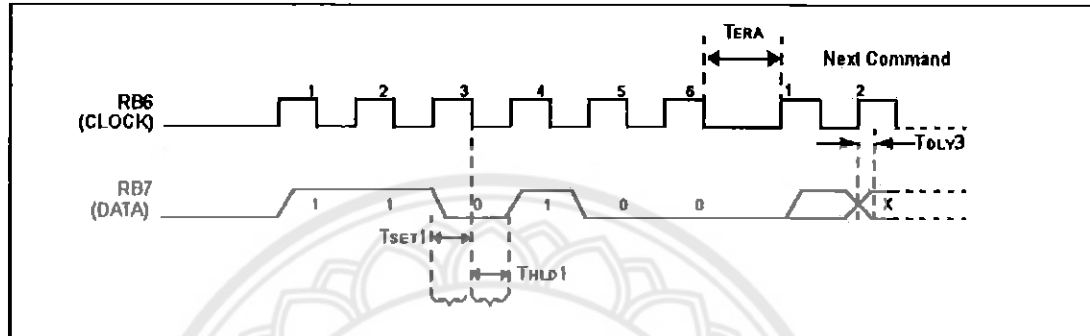 TERA
Next Command
1 2 3 4 5 6 1 2
RB6
(CLOCK)
TDLY3
RB7
(DATA)
1 1 0 1 0 0 X
TSET1
THLD1